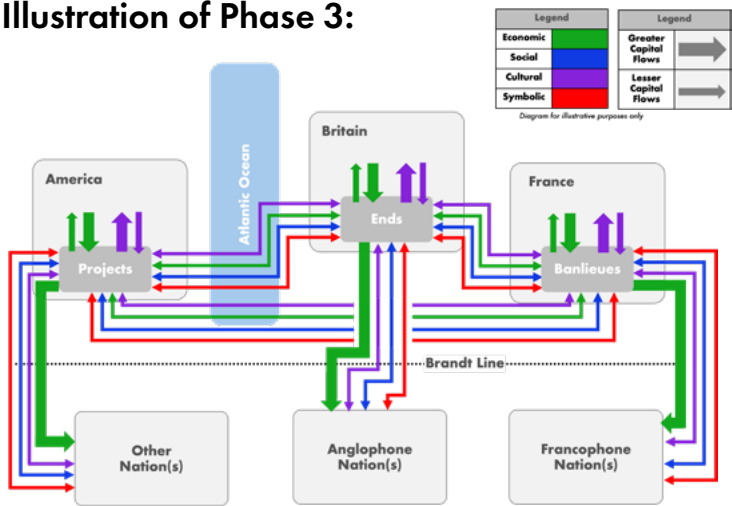 Illustration of Phase 3:
Legend
Economic
Social
Cultural
Symbolic
Legend
Greater
Capital
Flows
Lesser
Capital
Flows
Diagram for illustrative purposes only
Britain
America
Atlantic Ocean
France
Ends
Projects
Banlieues
Brandt Line
Other
Nation(s)
Anglophone
Nation(s)
Francophone
Nation(s)